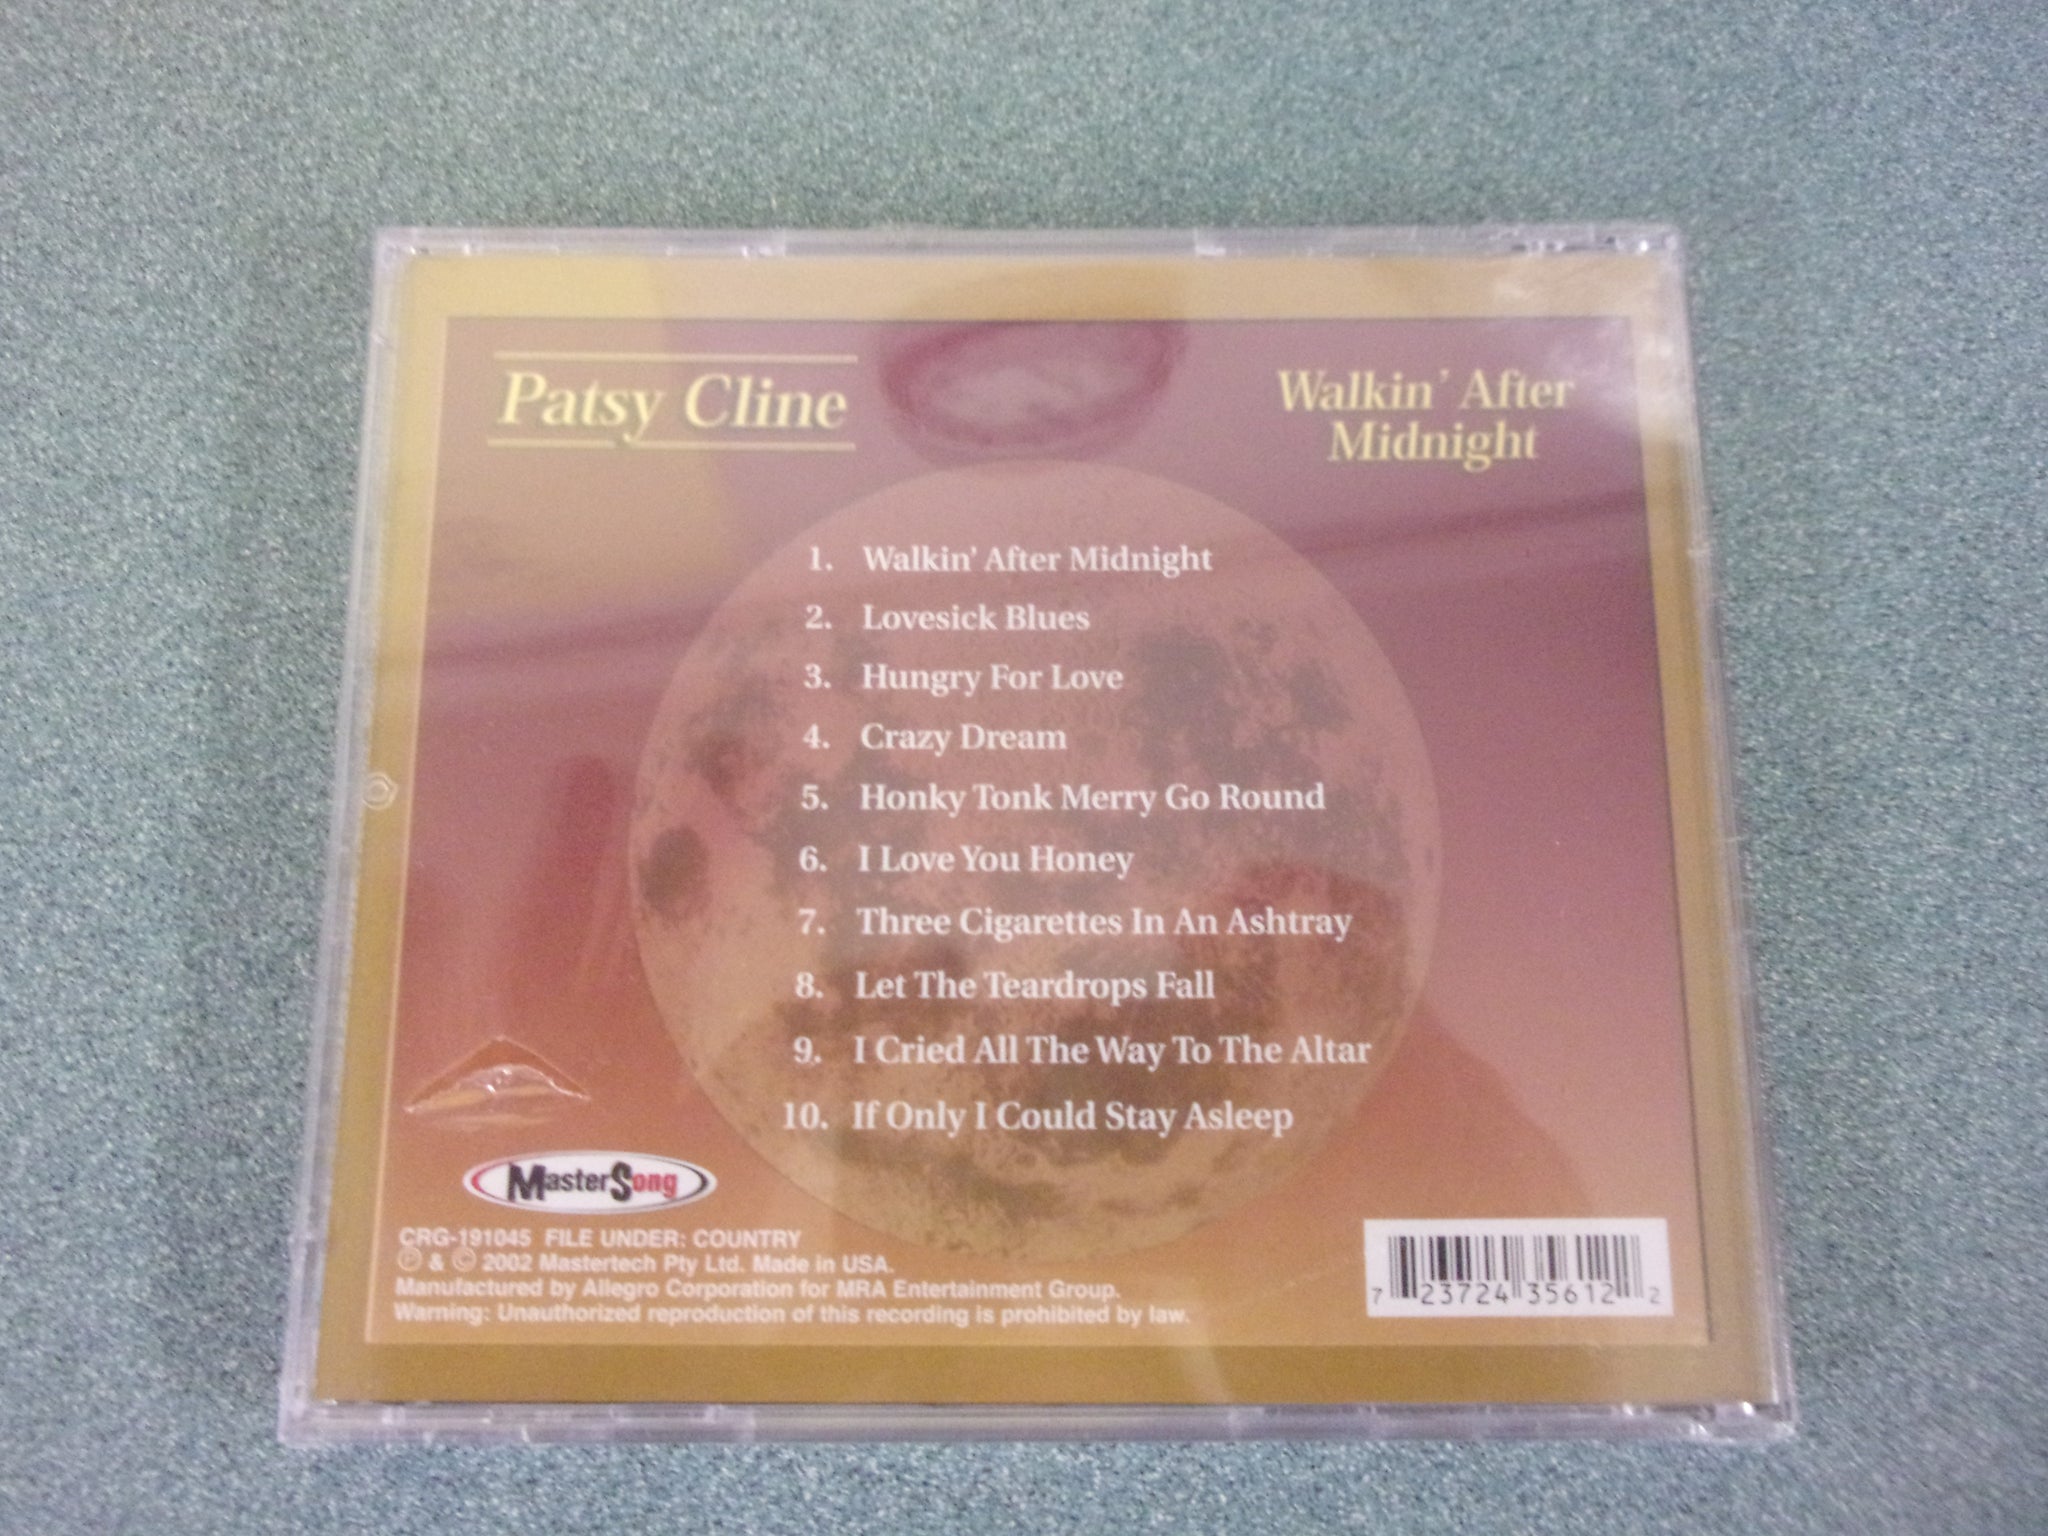 Patsy Cline
Walkin' After
Midnight
1. Walkin' After Midnight
2. Lovesick Blues
3. Hungry For Love
4. Crazy Dream
5. Honky Tonk Merry Go Round
6. I Love You Honey
7. Three Cigarettes In An Ashtray
8. Let The Teardrops Fall
9. I Cried All The Way To The Altar
10. If Only I Could Stay Asleep
MasterSong
CRG-191045 FILE UNDER: COUNTRY
℗ & © 2002 Mastertech Pty Ltd. Made in USA.
Manufactured by Allegro Corporation for MRA Entertainment Group.
Warning: Unauthorized reproduction of this recording is prohibited by law.
7 23724 35612 2